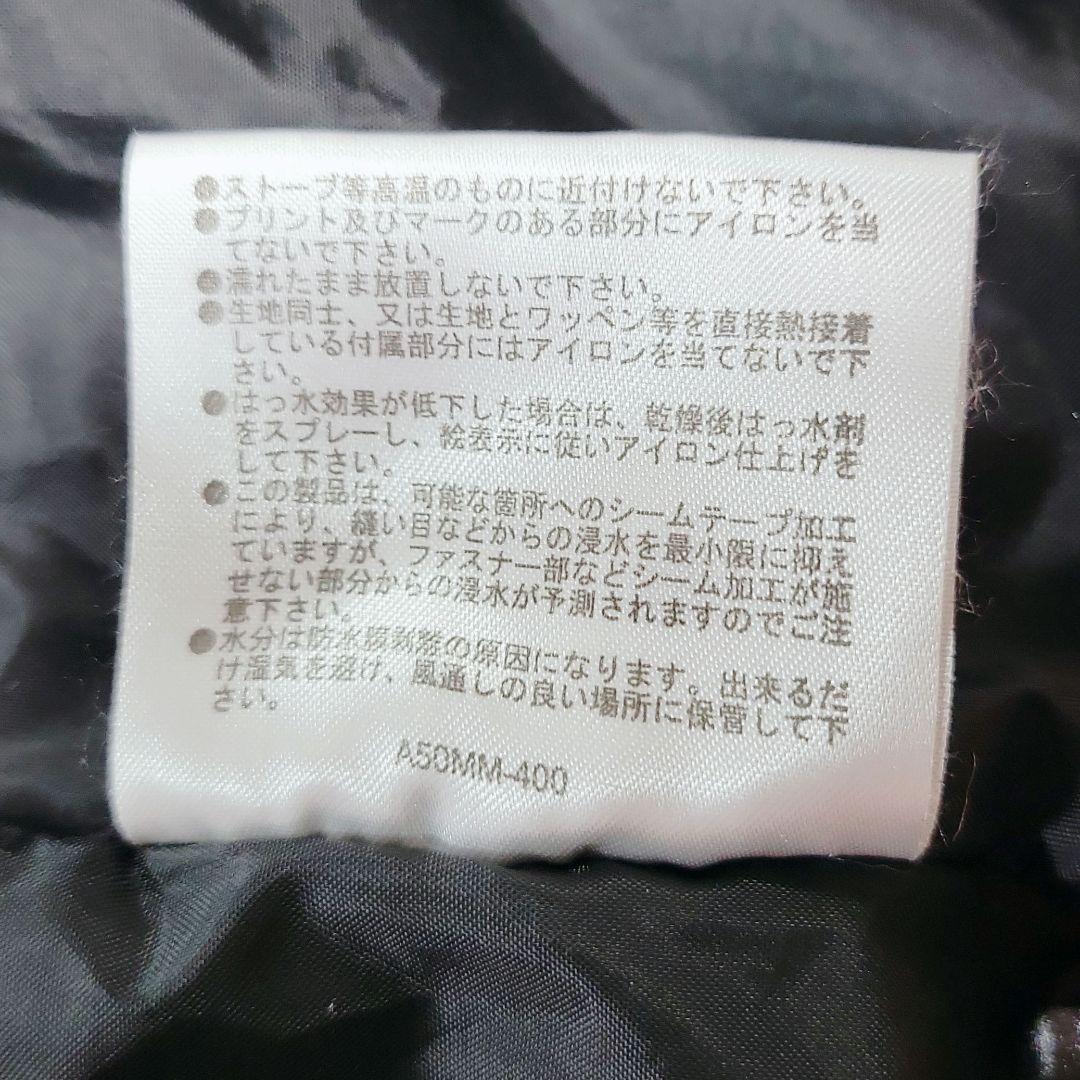 ●ストーブ等高温のものに近付けないで下さい。
●プリント及びマークのある部分にアイロンを当
てないで下さい。
●濡れたまま放置しないで下さい。
●生地同士、又は生地とワッペン等を直接熱接着
している付属部分にはアイロンを当てないで下
さい。
●はっ水効果が低下した場合は、乾燥後はっ水剤
をスプレーし、絵表示に従いアイロン仕上げを
して下さい。
●この製品は、可能な箇所へのシームテープ加工
により、縫い目などからの浸水を最小限に抑え
ていますが、ファスナー部などシーム加工が施
せない部分からの浸水が予測されますのでご注
意下さい。
●水分は防水膜剥離の原因になります。出来るだ
け湿気を避け、風通しの良い場所に保管して下
さい。
A50MM-400